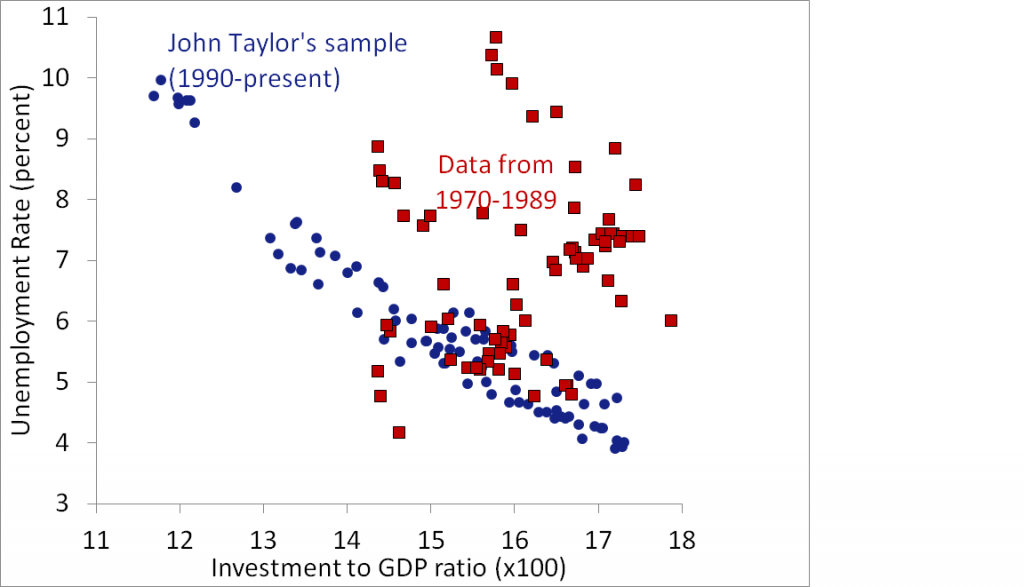 11
10
9
8
7
6
5
4
3
Unemployment Rate (percent)
John Taylor's sample
(1990-present)
Data from
1970-1989
11 12 13 14 15 16 17 18
Investment to GDP ratio (x100)